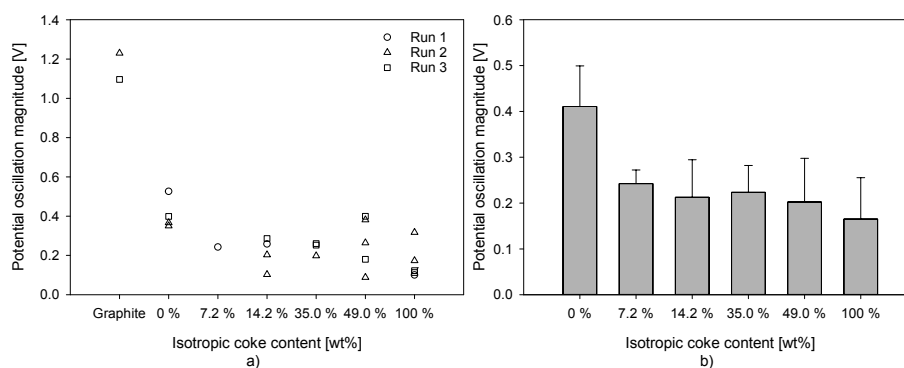 1.4
1.2
1.0
0.8
0.6
0.4
0.2
0.0
Potential oscillation magnitude [V]
Run 1
Run 2
Run 3
Graphite 0 % 7.2 % 14.2 % 35.0 % 49.0 % 100 %
Isotropic coke content [wt%]
a)
0.6
0.5
0.4
0.3
0.2
0.1
0.0
Potential oscillation magnitude [V]
0 % 7.2 % 14.2 % 35.0 % 49.0 % 100 %
Isotropic coke content [wt%]
b)